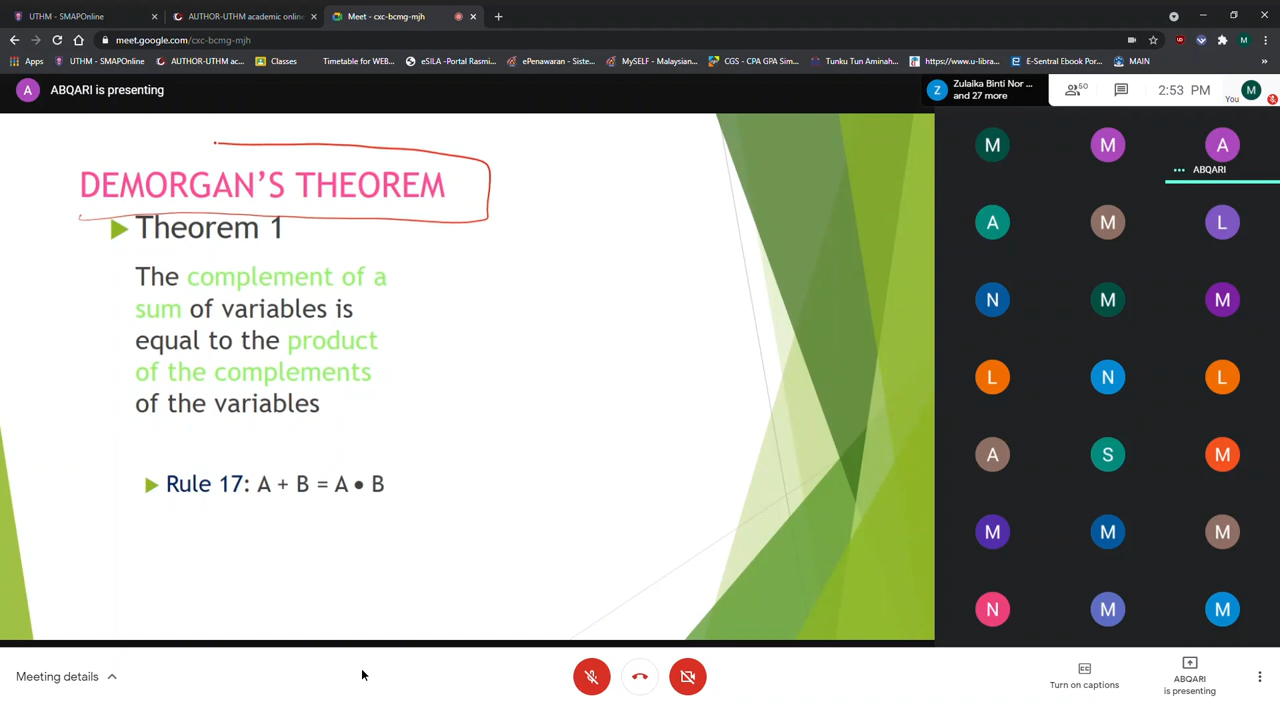 UTHM - SMAPOnline
AUTHOR-UTHM academic online
Meet - cxc-bcmg-mjh
meet.google.com/cxc-bcmg-mjh
M
Apps
UTHM - SMAPOnline
AUTHOR-UTHM ac...
Classes
Timetable for WEB...
eSILA -Portal Rasmi...
ePenawaran - Siste...
MySELF - Malaysian...
CGS - CPA GPA Sim...
Tunku Tun Aminah...
https://www.u-libra...
E-Sentral Ebook Por...
MAIN
A
ABQARI is presenting
Z
Zulaika Binti Nor ...
and 27 more
50
2:53 PM
You
M
DEMORGAN'S THEOREM
Theorem 1
The complement of a
sum of variables is
equal to the product
of the complements
of the variables
Rule 17: A + B = A • B
M
M
A
ABQARI
A
M
L
N
M
M
L
N
L
A
S
M
M
M
M
N
M
M
Meeting details
Turn on captions
ABQARI
is presenting